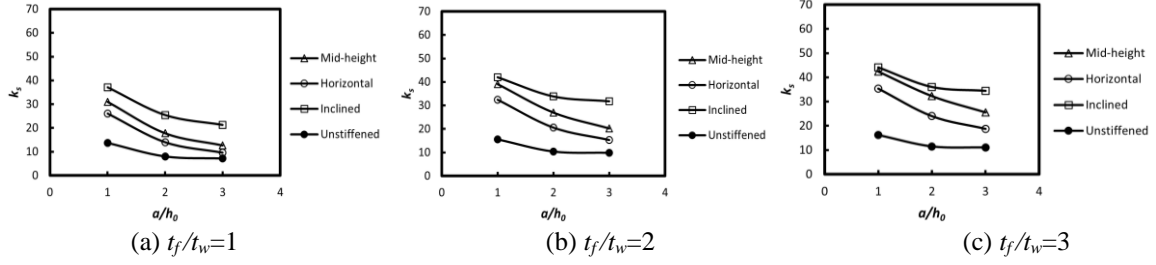 70
60
50
40
30
20
10
0
k_s
0 1 2 3 4
a/h_0
Mid-height
Horizontal
Inclined
Unstiffened
(a) t_f/t_w=1
70
60
50
40
30
20
10
0
k_s
0 1 2 3 4
a/h_0
Mid-height
Horizontal
Inclined
Unstiffened
(b) t_f/t_w=2
70
60
50
40
30
20
10
0
k_s
0 1 2 3 4
a/h_0
Mid-height
Horizontal
Inclined
Unstiffened
(c) t_f/t_w=3